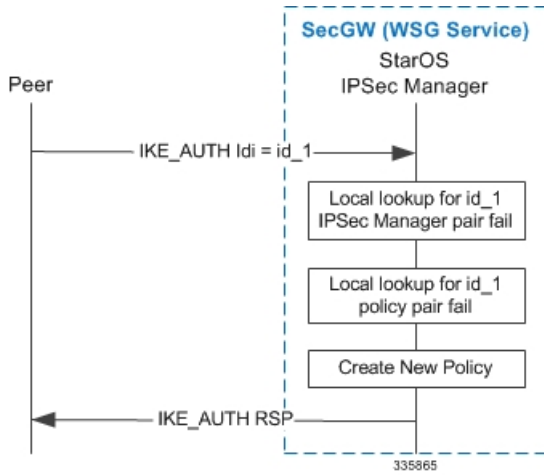 SecGW (WSG Service)
StarOS
IPSec Manager
Peer
IKE_AUTH Idi = id_1
Local lookup for id_1
IPSec Manager pair fail
Local lookup for id_1
policy pair fail
Create New Policy
IKE_AUTH RSP
335865